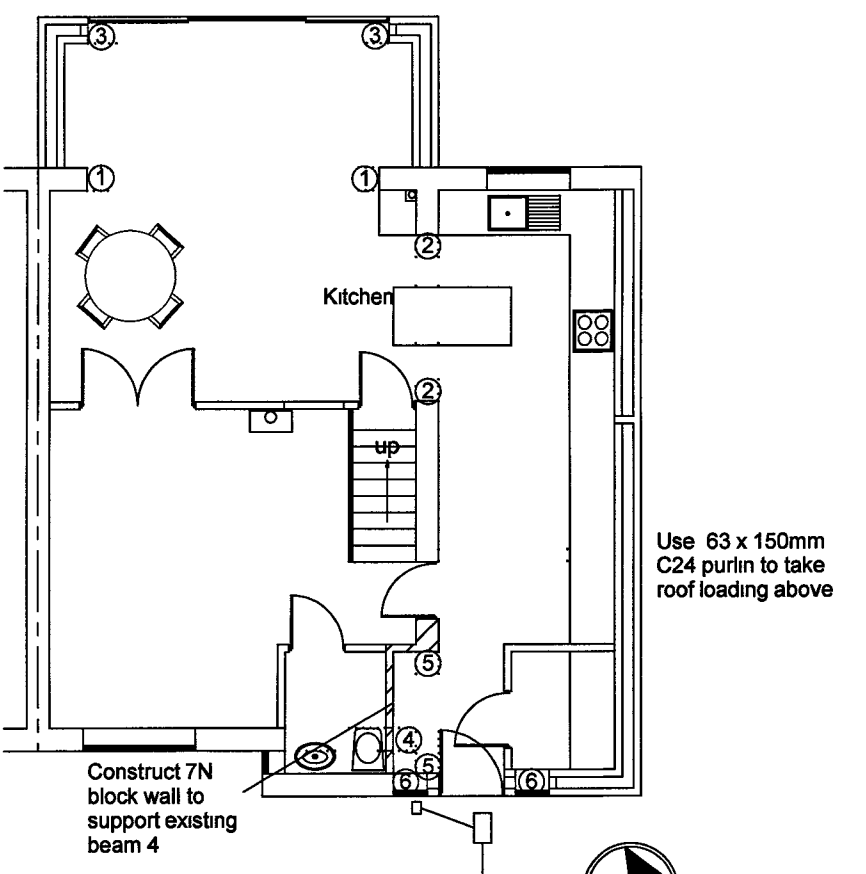 3 3
1 1
2
Kitchen
2
up
Use 63 x 150mm
C24 purlin to take
roof loading above
5
4
5
6 6
Construct 7N
block wall to
support existing
beam 4